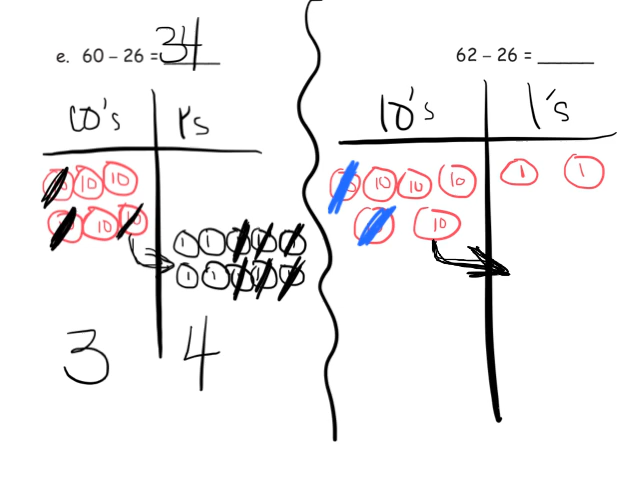 e. 60 – 26 = 34
10's 1's
10 10 10
10 10 10
1 1 1 1 1
1 1 1 1 1
3 4
62 – 26 = ______
10's 1's
10 10 10 10 1 1
10